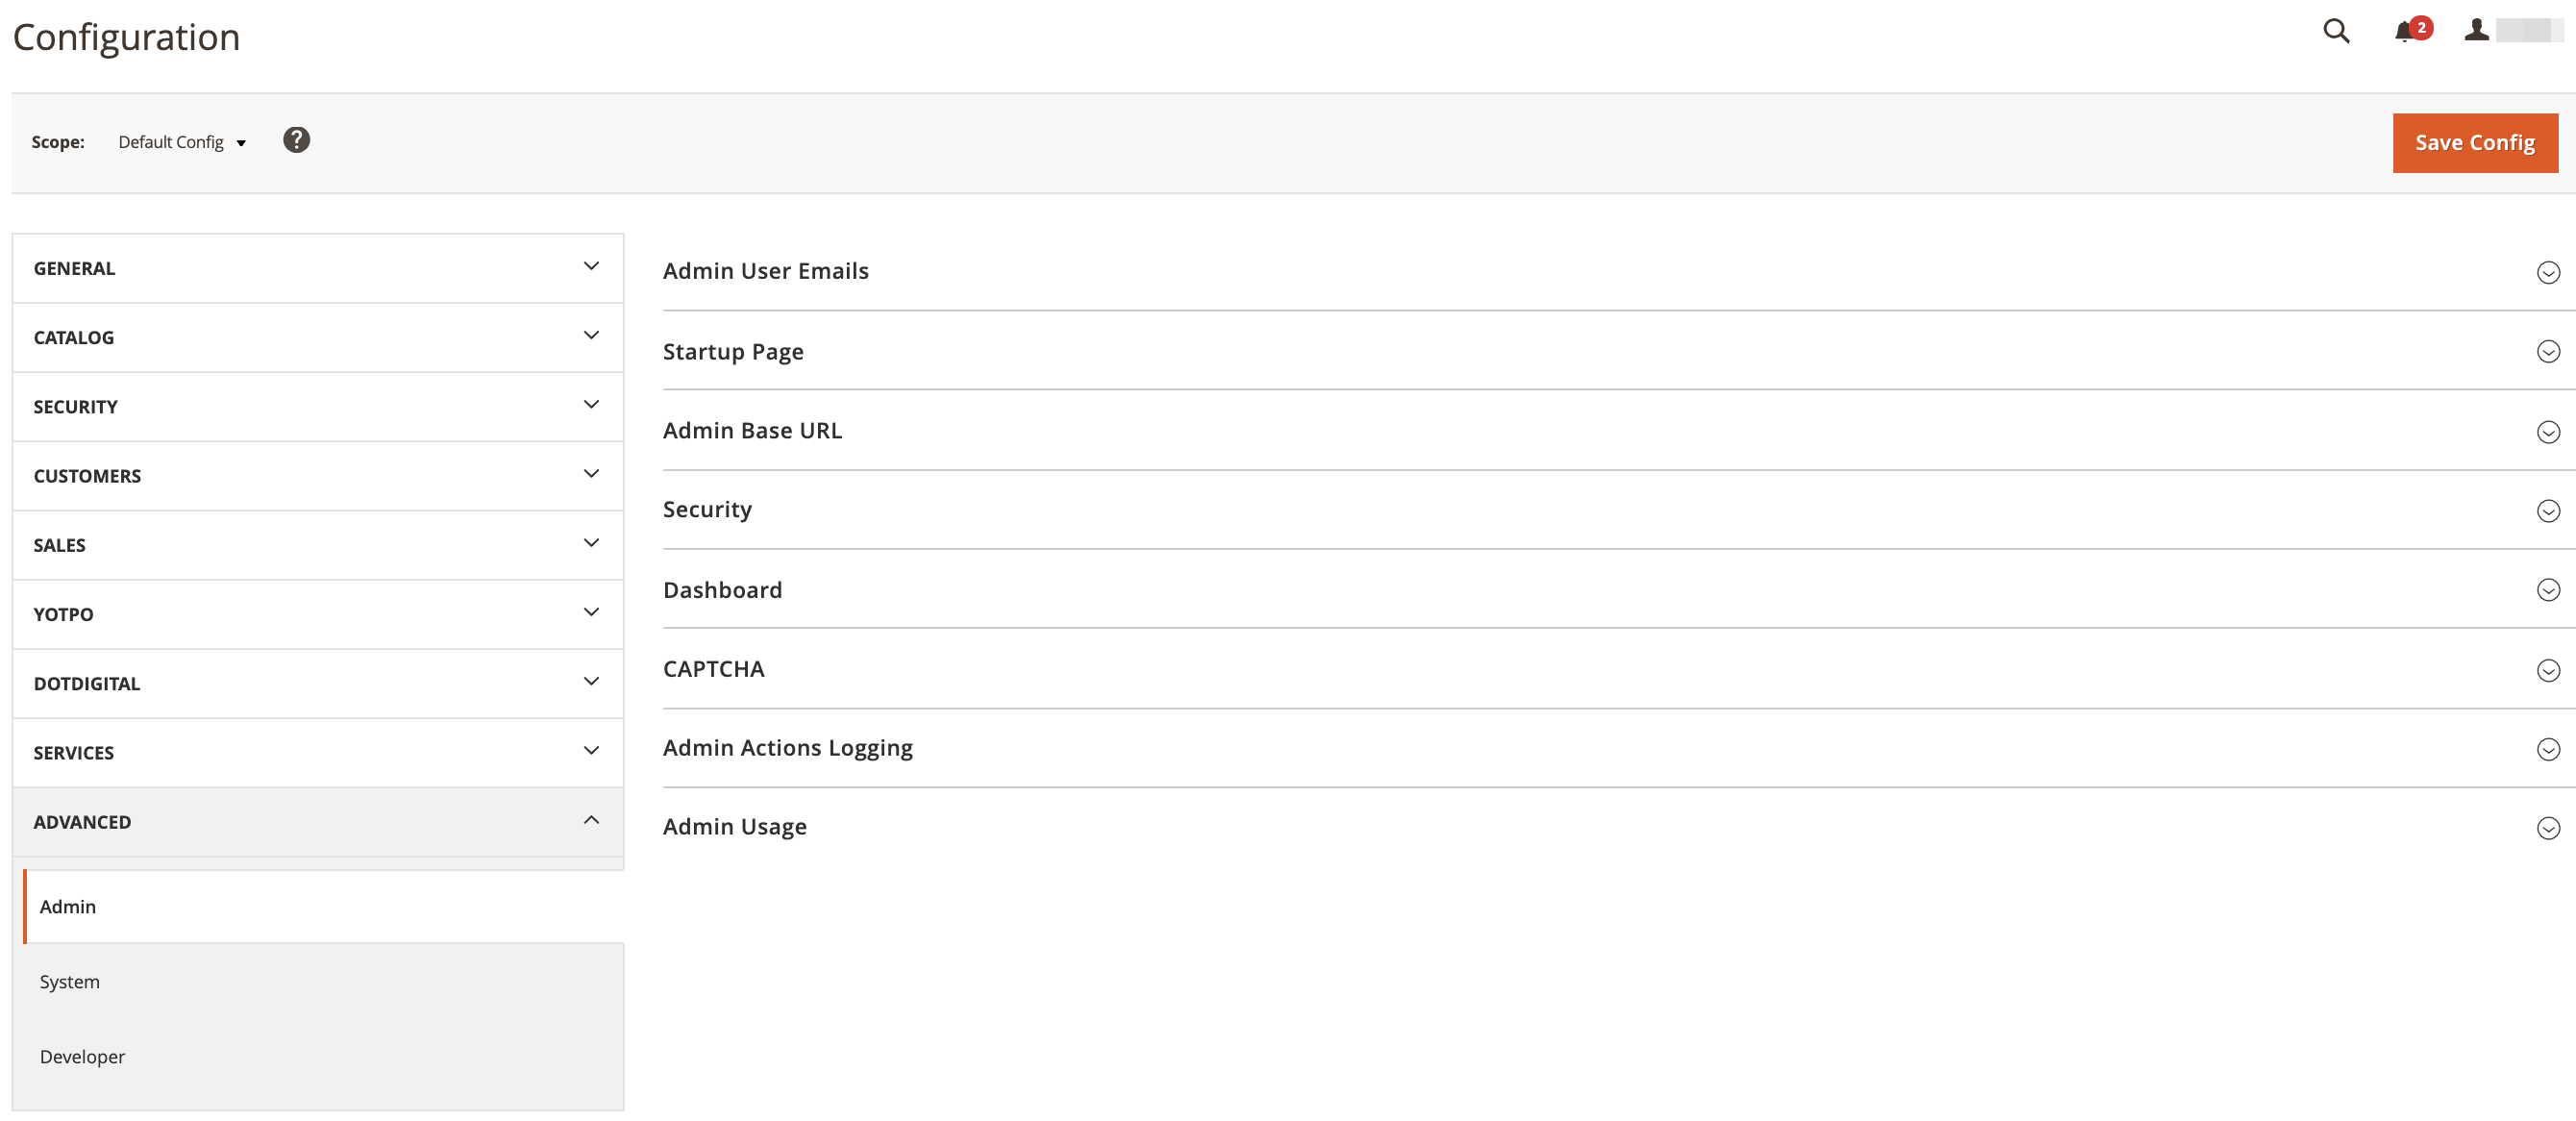 Configuration
2
Scope: Default Config ?
Save Config
GENERAL
CATALOG
SECURITY
CUSTOMERS
SALES
YOTPO
DOTDIGITAL
SERVICES
ADVANCED
Admin
System
Developer
Admin User Emails
Startup Page
Admin Base URL
Security
Dashboard
CAPTCHA
Admin Actions Logging
Admin Usage